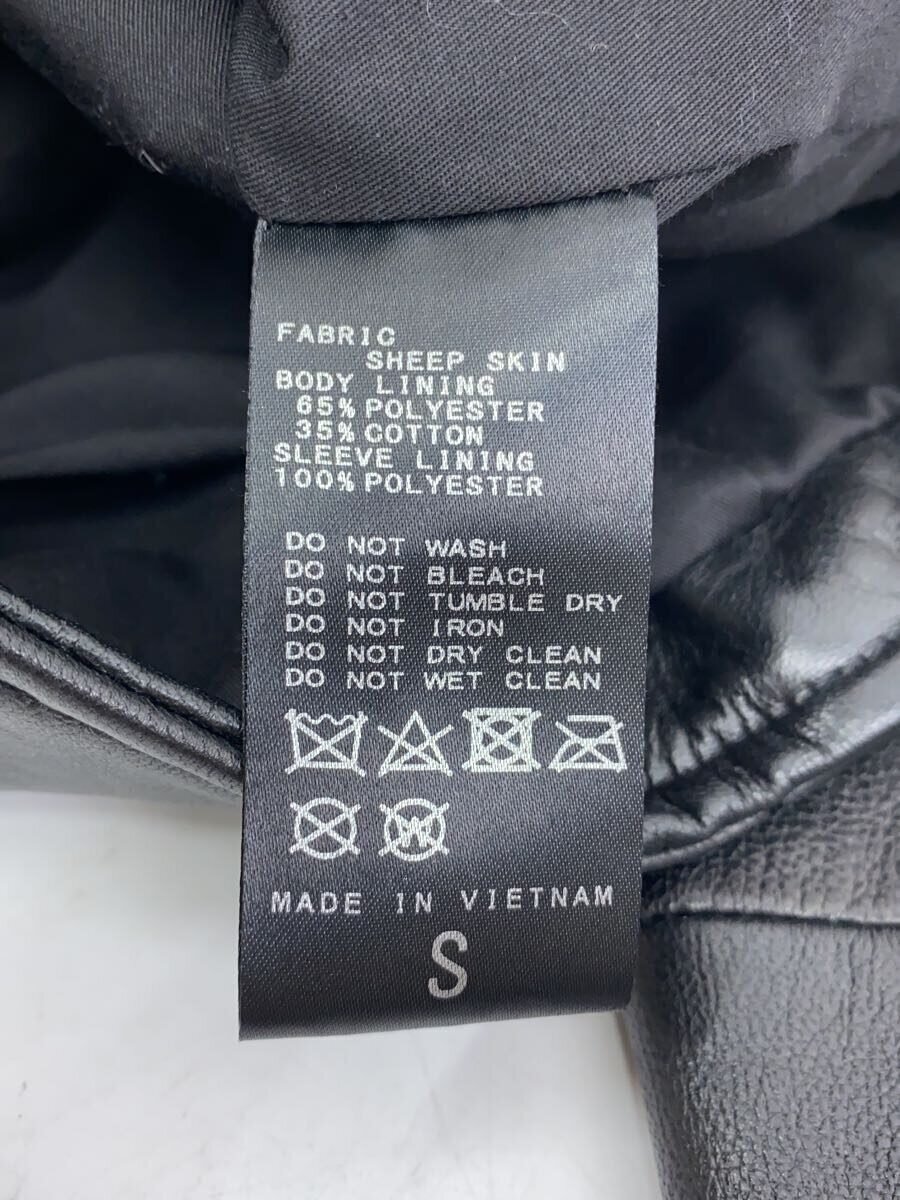 FABRIC
SHEEP SKIN
BODY LINING
65% POLYESTER
35% COTTON
SLEEVE LINING
100% POLYESTER
DO NOT WASH
DO NOT BLEACH
DO NOT TUMBLE DRY
DO NOT IRON
DO NOT DRY CLEAN
DO NOT WET CLEAN
W
MADE IN VIETNAM
S